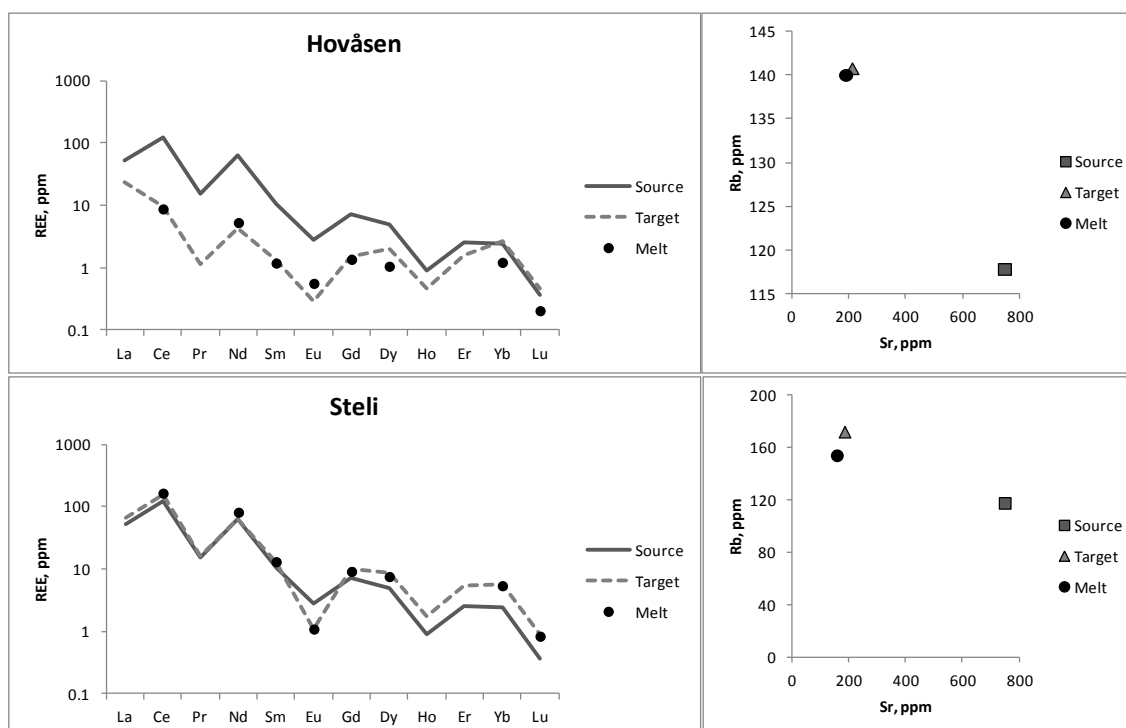 Hovåsen
1000
100
10
1
0.1
REE, ppm
La Ce Pr Nd Sm Eu Gd Dy Ho Er Yb Lu
Source
Target
Melt
145
140
135
130
125
120
115
Rb, ppm
0 200 400 600 800
Sr, ppm
Source
Target
Melt
Steli
1000
100
10
1
0.1
REE, ppm
La Ce Pr Nd Sm Eu Gd Dy Ho Er Yb Lu
Source
Target
Melt
200
160
120
80
40
0
Rb, ppm
0 200 400 600 800
Sr, ppm
Source
Target
Melt